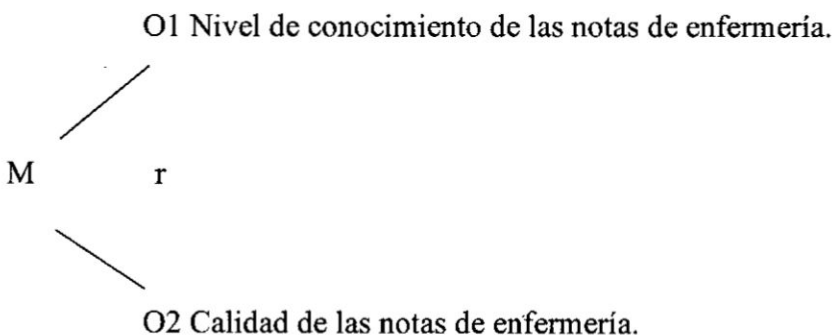 O1 Nivel de conocimiento de las notas de enfermería.
M r
O2 Calidad de las notas de enfermería.